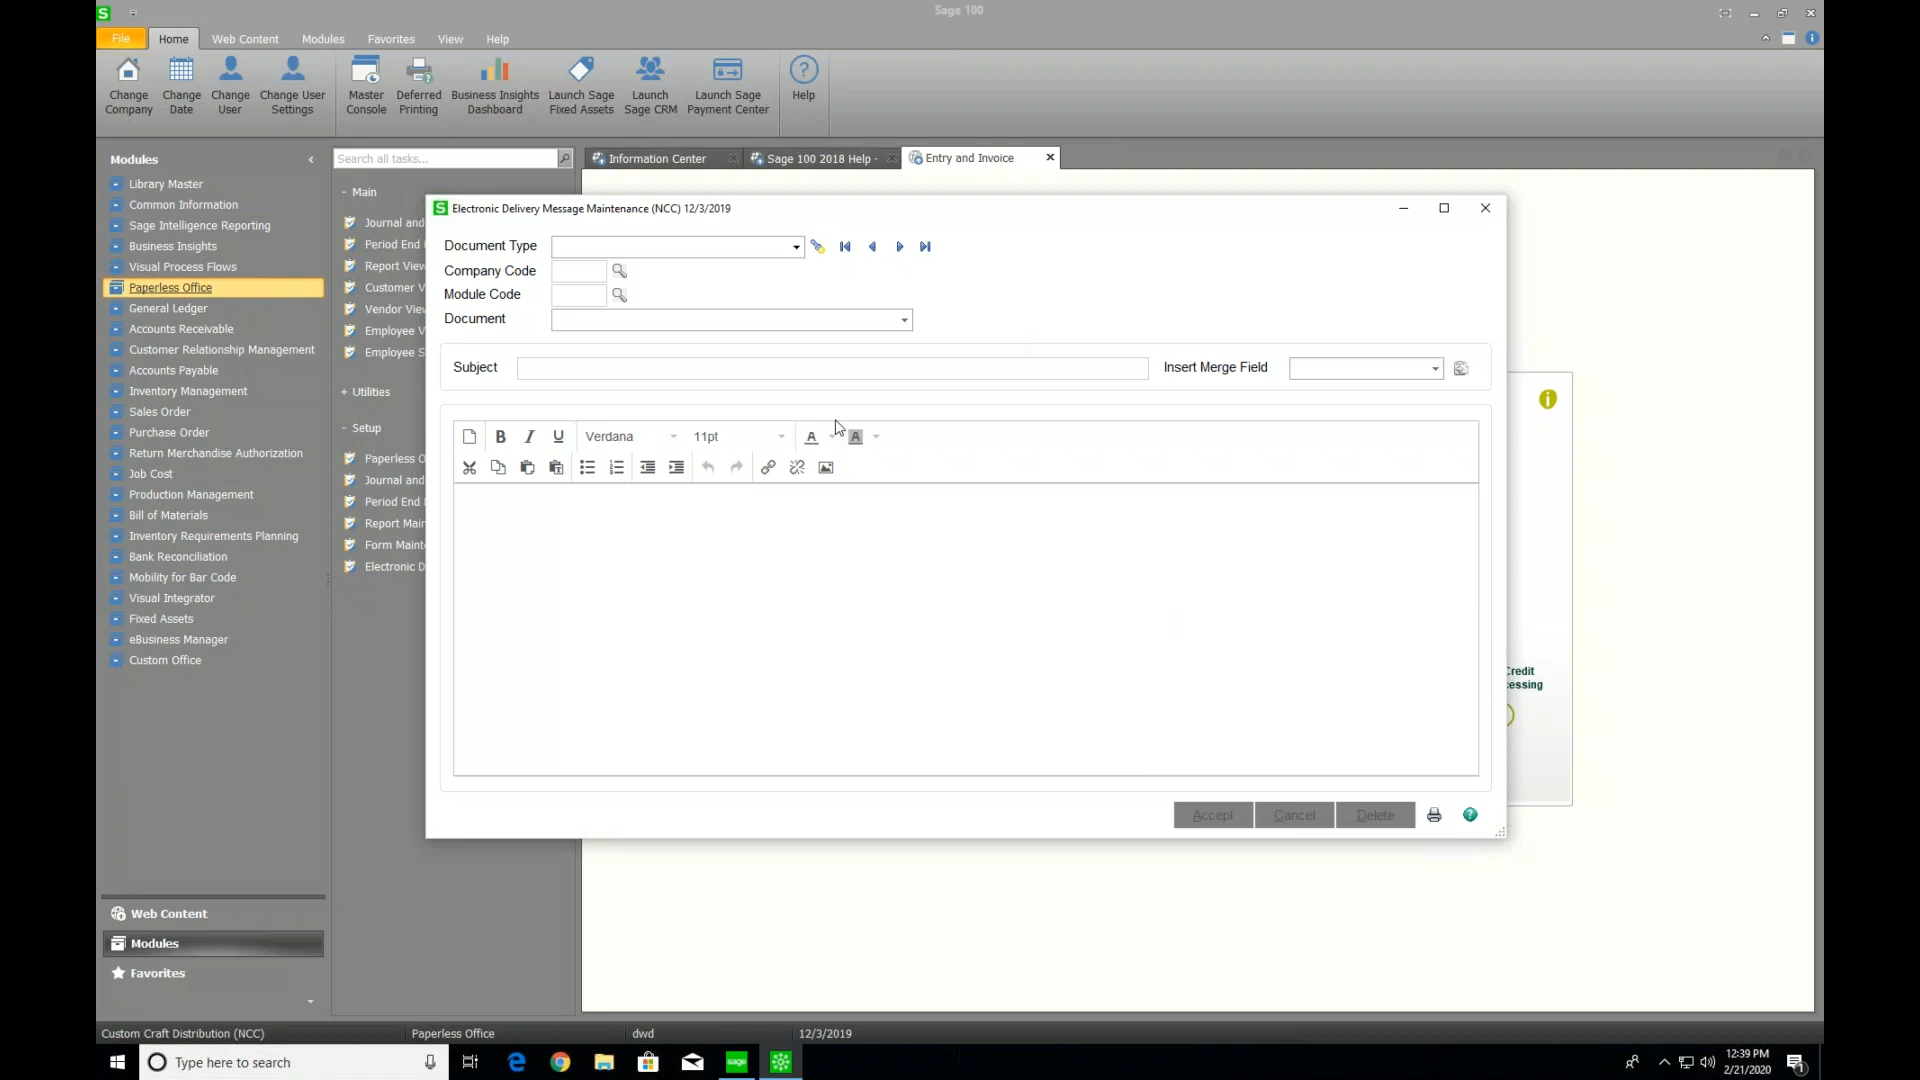 Sage 100
File Home Web Content Modules Favorites View Help
Change Company
Change Date
Change User
Change User Settings
Master Console
Deferred Printing
Business Insights Dashboard
Launch Sage Fixed Assets
Launch Sage CRM
Launch Sage Payment Center
Help
Modules
Library Master
Common Information
Sage Intelligence Reporting
Business Insights
Visual Process Flows
Paperless Office
General Ledger
Accounts Receivable
Customer Relationship Management
Accounts Payable
Inventory Management
Sales Order
Purchase Order
Return Merchandise Authorization
Job Cost
Production Management
Bill of Materials
Inventory Requirements Planning
Bank Reconciliation
Mobility for Bar Code
Visual Integrator
Fixed Assets
eBusiness Manager
Custom Office
Web Content
Modules
Favorites
Search all tasks...
- Main
Journal and
Period End
Report View
Customer V
Vendor View
Employee V
Employee S
+ Utilities
- Setup
Paperless O
Journal and
Period End
Report Main
Form Maint
Electronic D
Information Center
Sage 100 2018 Help -
Entry and Invoice
Electronic Delivery Message Maintenance (NCC) 12/3/2019
Document Type
Company Code
Module Code
Document
Subject
Insert Merge Field
B I U Verdana 11pt A A
Accept Cancel Delete
Credit
essing
Custom Craft Distribution (NCC) Paperless Office dwd 12/3/2019
Type here to search
sage
12:39 PM
2/21/2020
1